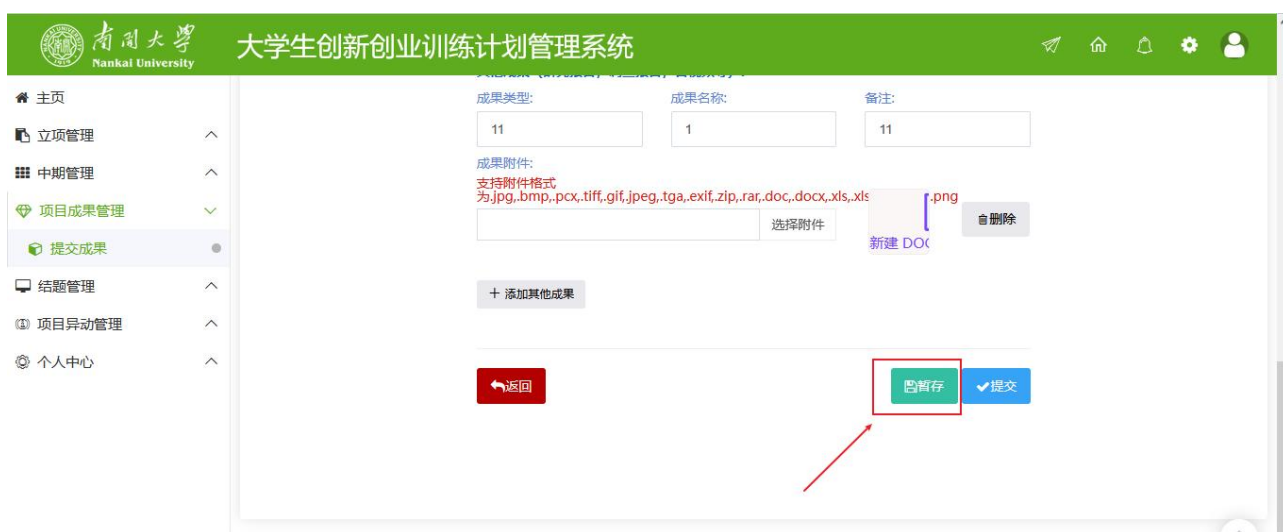 南開大學
Nankai University
大学生创新创业训练计划管理系统
主页
立项管理
中期管理
项目成果管理
提交成果
结题管理
项目异动管理
个人中心
成果类型: 成果名称: 备注:
11 1 11
成果附件:
支持附件格式
为.jpg,.bmp,.pcx,.tiff,.gif,.jpeg,.tga,.exif,.zip,.rar,.doc,.docx,.xls,.xls .png
选择附件 新建 DOC 删除
添加其他成果
返回 暂存 提交